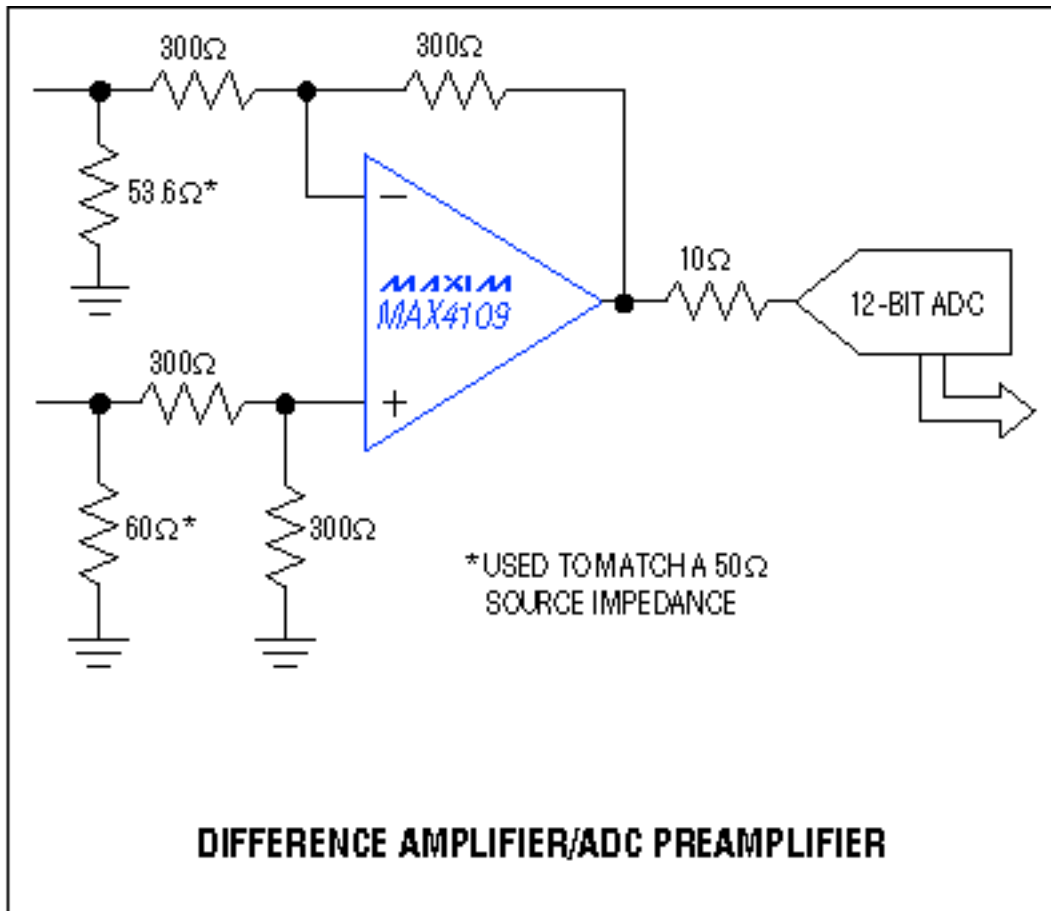 300Ω
300Ω
53.6Ω*
−
MAXIM
MAX4109
10Ω
12-BIT ADC
300Ω
+
60Ω*
300Ω
*USED TO MATCH A 50Ω
SOURCE IMPEDANCE
DIFFERENCE AMPLIFIER/ADC PREAMPLIFIER